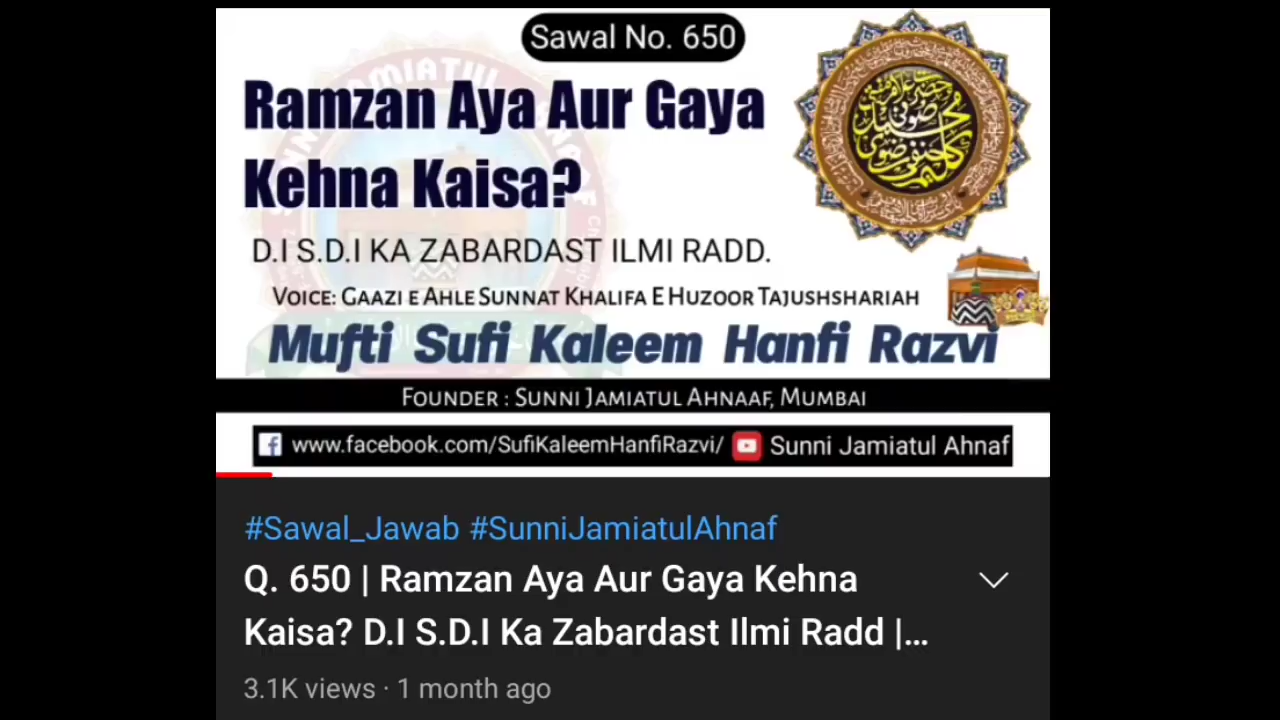 Sawal No. 650
Ramzan Aya Aur Gaya
Kehna Kaisa?
D.I S.D.I KA ZABARDAST ILMI RADD.
VOICE: GAAZI E AHLE SUNNAT KHALIFA E HUZOOR TAJUSHSHARIAH
Mufti Sufi Kaleem Hanfi Razvi
FOUNDER : SUNNI JAMIATUL AHNAAF, MUMBAI
www.facebook.com/SufiKaleemHanfiRazvi/ Sunni Jamiatul Ahnaf
#Sawal_Jawab #SunniJamiatulAhnaf
Q. 650 | Ramzan Aya Aur Gaya Kehna
Kaisa? D.I S.D.I Ka Zabardast Ilmi Radd |...
3.1K views · 1 month ago